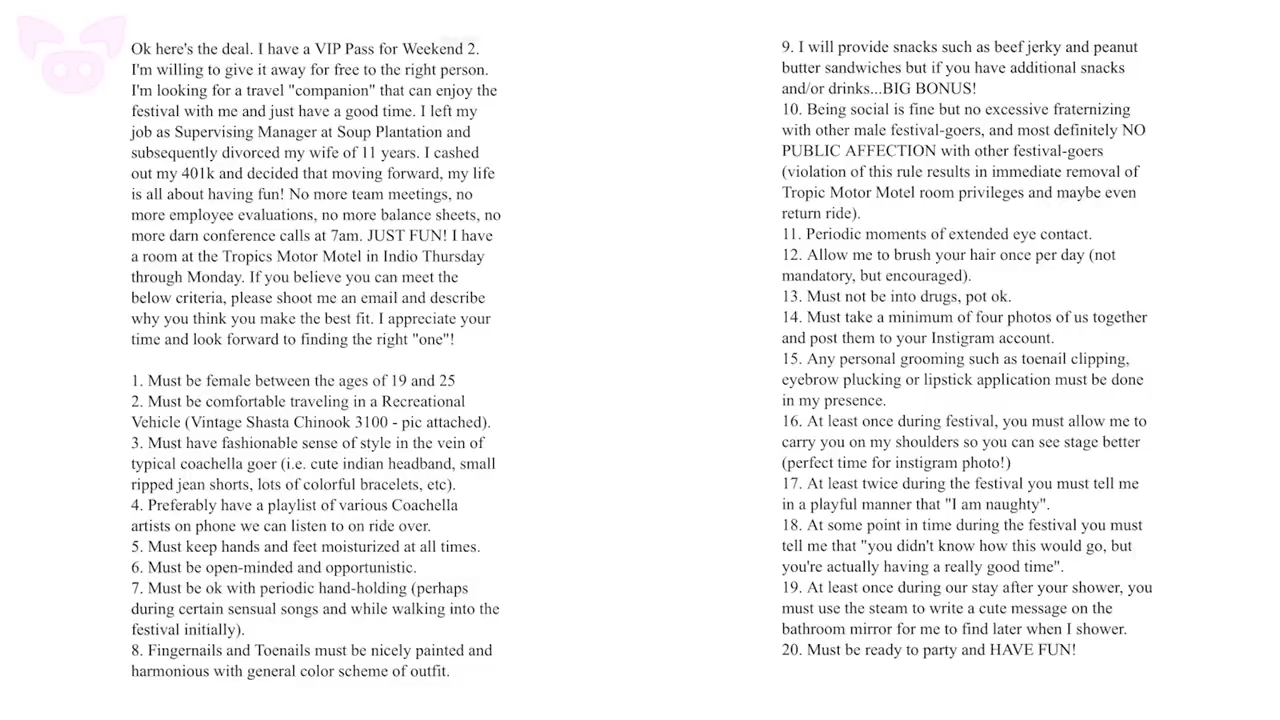 Ok here's the deal. I have a VIP Pass for Weekend 2.
I'm willing to give it away for free to the right person.
I'm looking for a travel "companion" that can enjoy the
festival with me and just have a good time. I left my
job as Supervising Manager at Soup Plantation and
subsequently divorced my wife of 11 years. I cashed
out my 401k and decided that moving forward, my life
is all about having fun! No more team meetings, no
more employee evaluations, no more balance sheets, no
more darn conference calls at 7am. JUST FUN! I have
a room at the Tropics Motor Motel in Indio Thursday
through Monday. If you believe you can meet the
below criteria, please shoot me an email and describe
why you think you make the best fit. I appreciate your
time and look forward to finding the right "one"!
1. Must be female between the ages of 19 and 25
2. Must be comfortable traveling in a Recreational
Vehicle (Vintage Shasta Chinook 3100 - pic attached).
3. Must have fashionable sense of style in the vein of
typical coachella goer (i.e. cute indian headband, small
ripped jean shorts, lots of colorful bracelets, etc).
4. Preferably have a playlist of various Coachella
artists on phone we can listen to on ride over.
5. Must keep hands and feet moisturized at all times.
6. Must be open-minded and opportunistic.
7. Must be ok with periodic hand-holding (perhaps
during certain sensual songs and while walking into the
festival initially).
8. Fingernails and Toenails must be nicely painted and
harmonious with general color scheme of outfit.
9. I will provide snacks such as beef jerky and peanut
butter sandwiches but if you have additional snacks
and/or drinks...BIG BONUS!
10. Being social is fine but no excessive fraternizing
with other male festival-goers, and most definitely NO
PUBLIC AFFECTION with other festival-goers
(violation of this rule results in immediate removal of
Tropic Motor Motel room privileges and maybe even
return ride).
11. Periodic moments of extended eye contact.
12. Allow me to brush your hair once per day (not
mandatory, but encouraged).
13. Must not be into drugs, pot ok.
14. Must take a minimum of four photos of us together
and post them to your Instigram account.
15. Any personal grooming such as toenail clipping,
eyebrow plucking or lipstick application must be done
in my presence.
16. At least once during festival, you must allow me to
carry you on my shoulders so you can see stage better
(perfect time for instigram photo!)
17. At least twice during the festival you must tell me
in a playful manner that "I am naughty".
18. At some point in time during the festival you must
tell me that "you didn't know how this would go, but
you're actually having a really good time".
19. At least once during our stay after your shower, you
must use the steam to write a cute message on the
bathroom mirror for me to find later when I shower.
20. Must be ready to party and HAVE FUN!